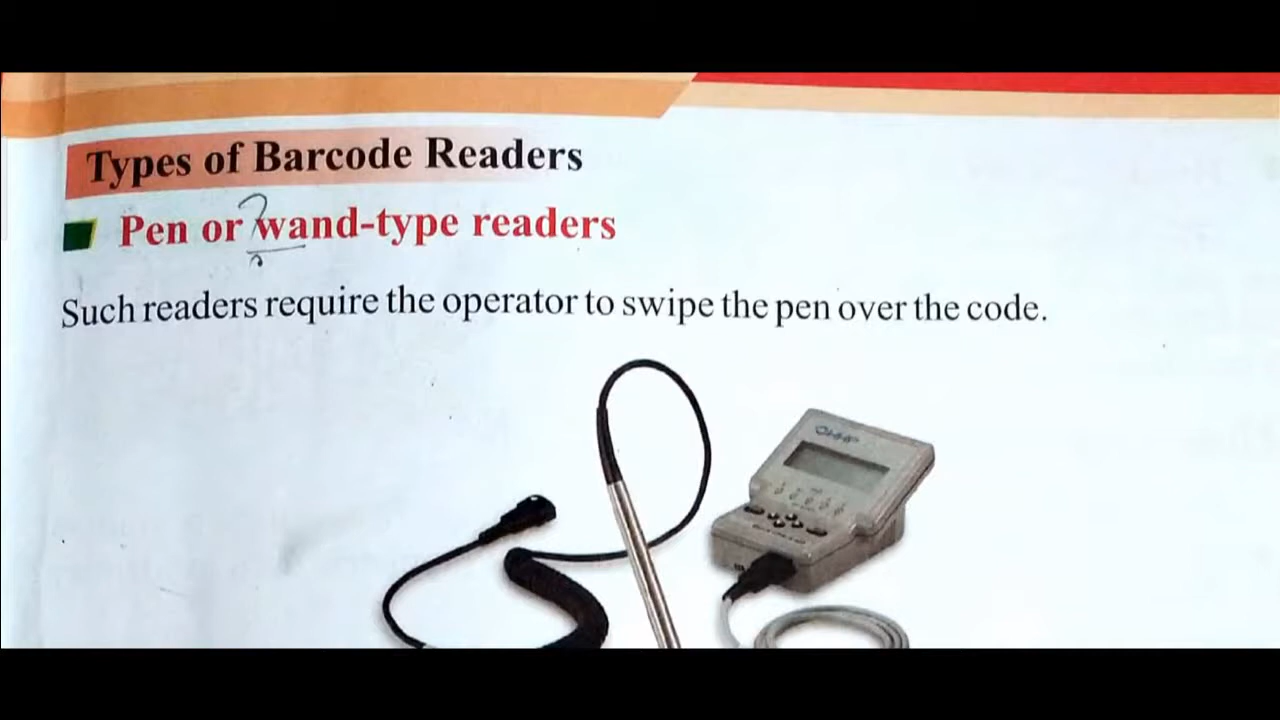 Types of Barcode Readers
Pen or wand-type readers
Such readers require the operator to swipe the pen over the code.